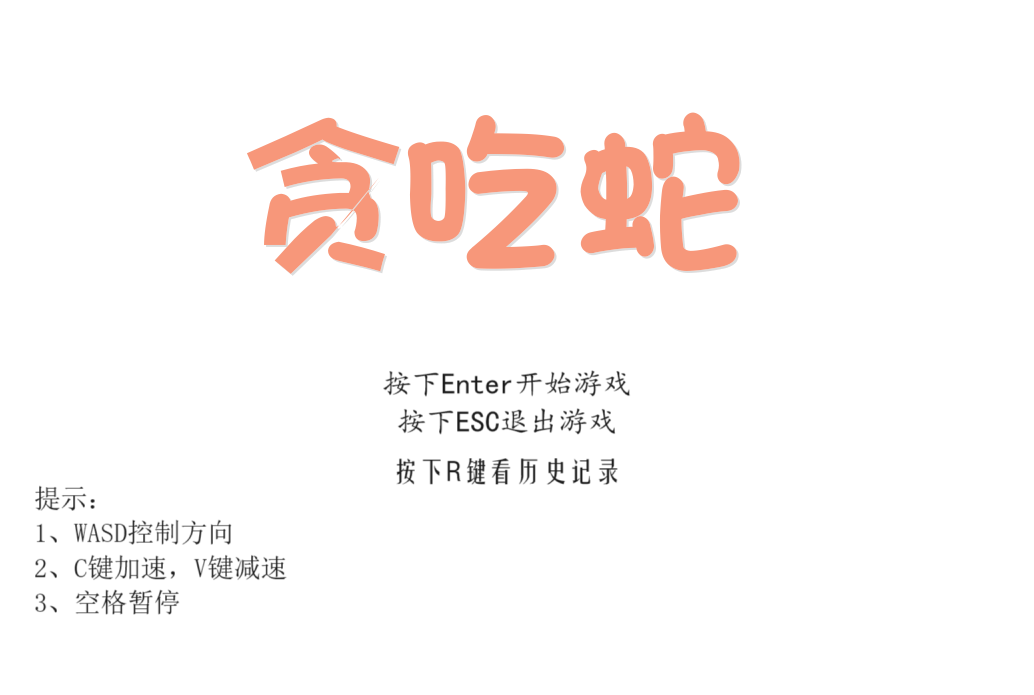 贪吃蛇
按下Enter开始游戏
按下ESC退出游戏
按下R键看历史记录
提示:
1、WASD控制方向
2、C键加速，V键减速
3、空格暂停